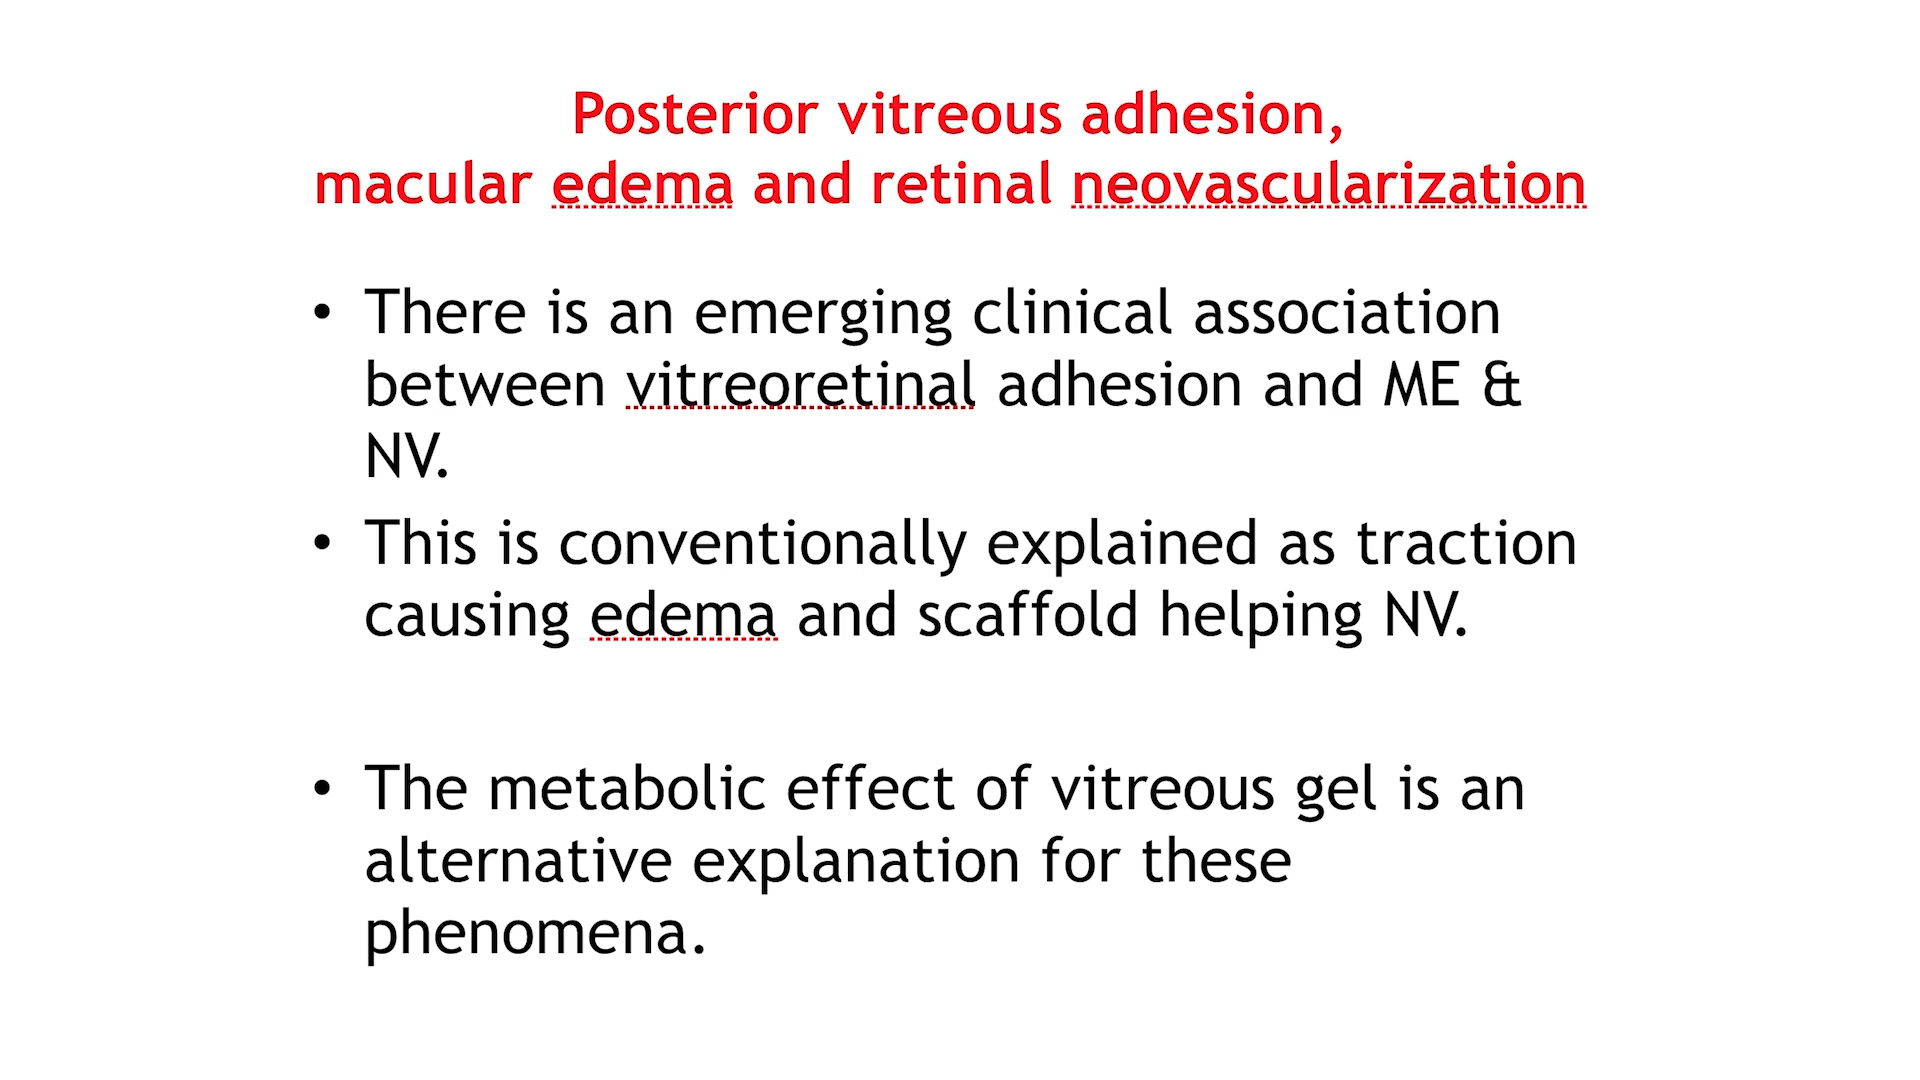 Posterior vitreous adhesion,
macular edema and retinal neovascularization
• There is an emerging clinical association
between vitreoretinal adhesion and ME &
NV.
• This is conventionally explained as traction
causing edema and scaffold helping NV.
• The metabolic effect of vitreous gel is an
alternative explanation for these
phenomena.